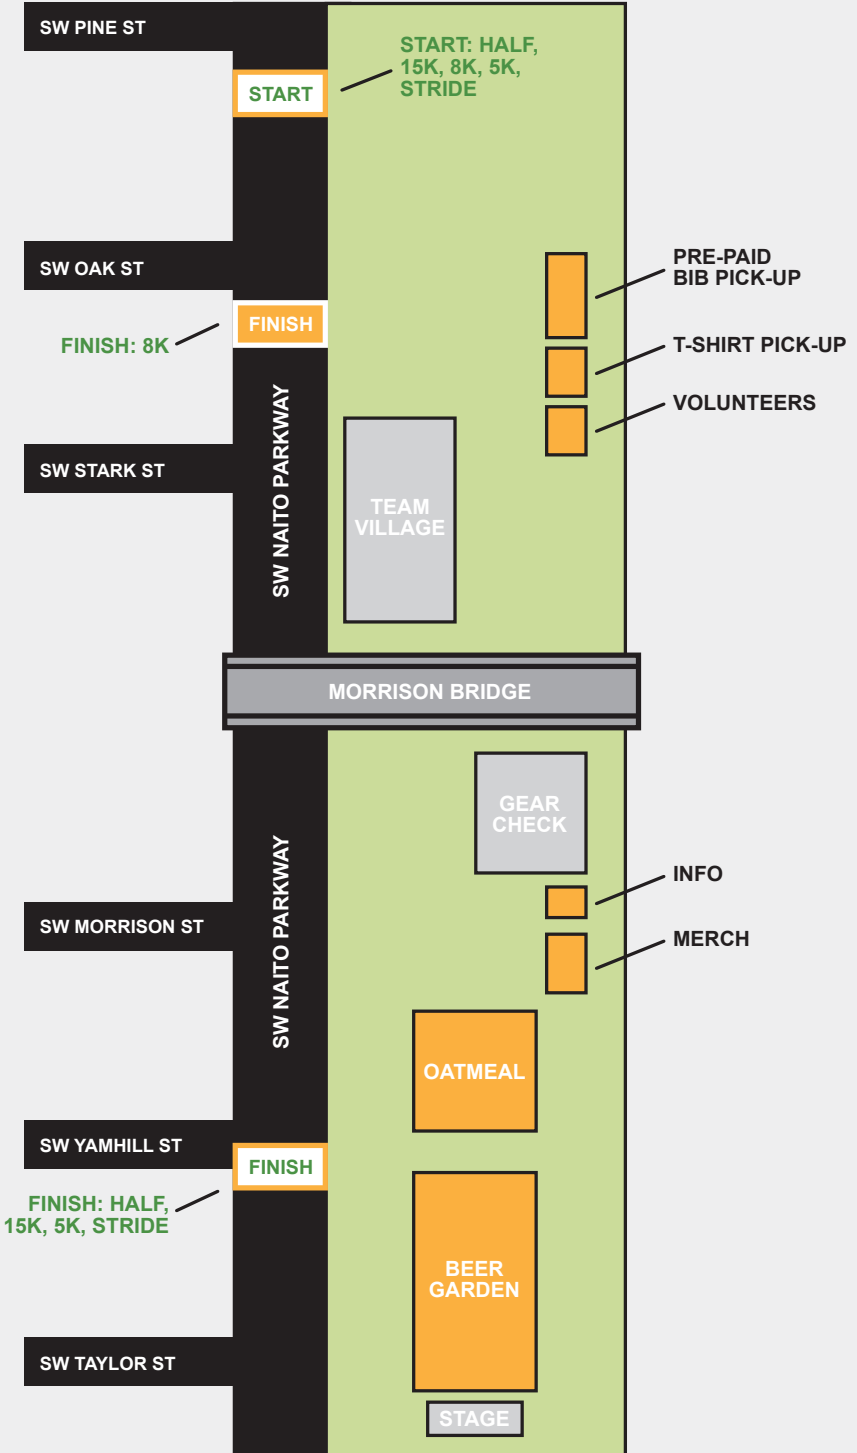 SW PINE ST
START: HALF,
15K, 8K, 5K,
STRIDE
START
SW OAK ST
PRE-PAID
BIB PICK-UP
FINISH
FINISH: 8K
T-SHIRT PICK-UP
VOLUNTEERS
SW STARK ST
SW NAITO PARKWAY
TEAM
VILLAGE
MORRISON BRIDGE
GEAR
CHECK
INFO
SW MORRISON ST
MERCH
SW NAITO PARKWAY
OATMEAL
SW YAMHILL ST
FINISH
FINISH: HALF,
15K, 5K, STRIDE
BEER
GARDEN
SW TAYLOR ST
STAGE